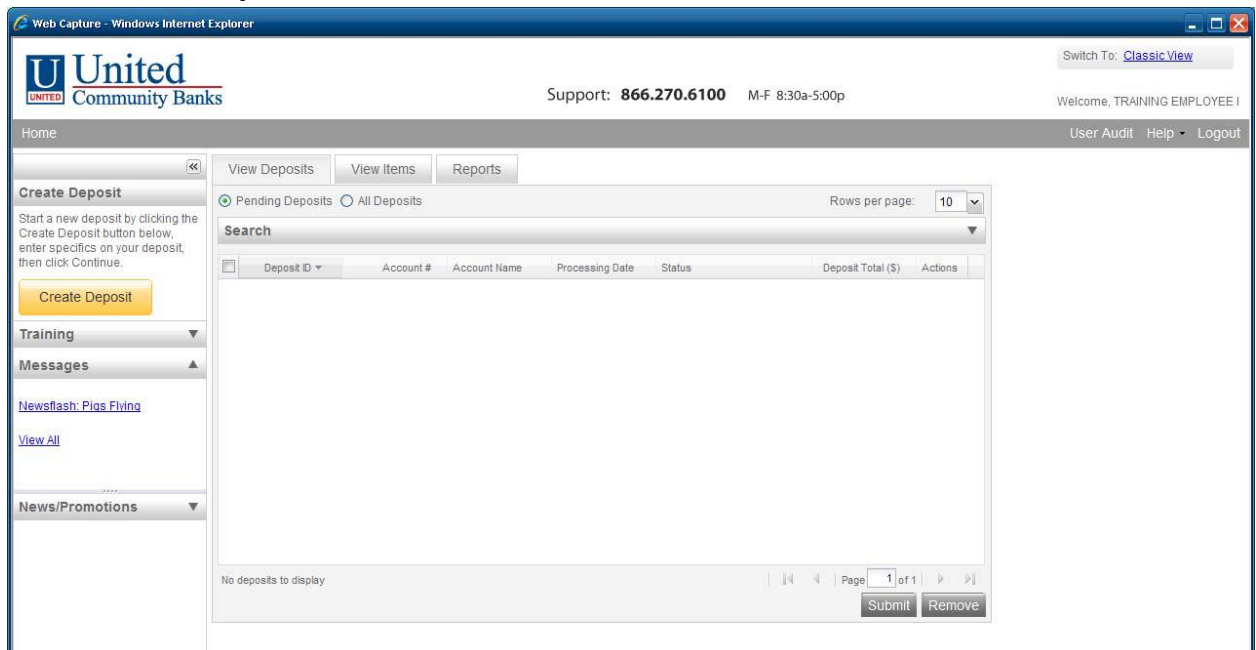 Web Capture - Windows Internet Explorer
U United
UNITED Community Banks
Support: 866.270.6100 M-F 8:30a-5:00p
Switch To: Classic View
Welcome, TRAINING EMPLOYEE I
Home
User Audit Help Logout
Create Deposit
Start a new deposit by clicking the
Create Deposit button below,
enter specifics on your deposit,
then click Continue.
Create Deposit
Training
Messages
Newsflash: Pigs Flying
View All
News/Promotions
View Deposits View Items Reports
Pending Deposits All Deposits Rows per page: 10
Search
Deposit ID Account # Account Name Processing Date Status Deposit Total ($) Actions
No deposits to display Page 1 of 1
Submit Remove